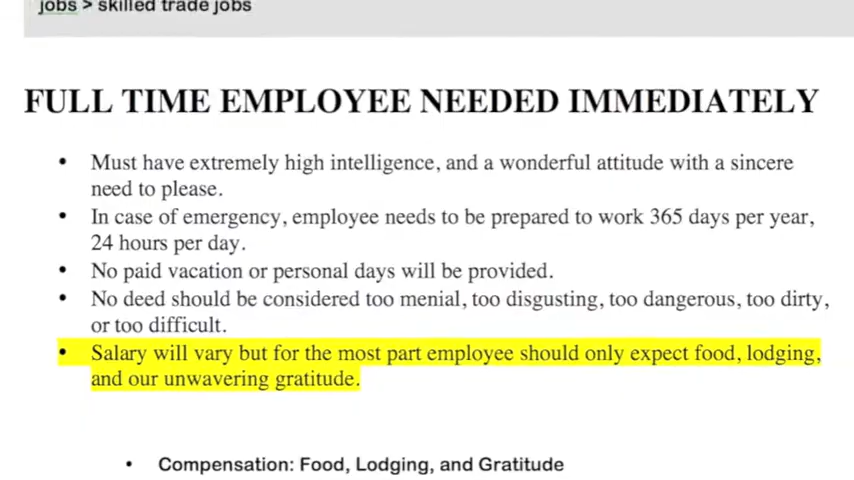 jobs > skilled trade jobs
FULL TIME EMPLOYEE NEEDED IMMEDIATELY
• Must have extremely high intelligence, and a wonderful attitude with a sincere
need to please.
• In case of emergency, employee needs to be prepared to work 365 days per year,
24 hours per day.
• No paid vacation or personal days will be provided.
• No deed should be considered too menial, too disgusting, too dangerous, too dirty,
or too difficult.
• Salary will vary but for the most part employee should only expect food, lodging,
and our unwavering gratitude.
• Compensation: Food, Lodging, and Gratitude